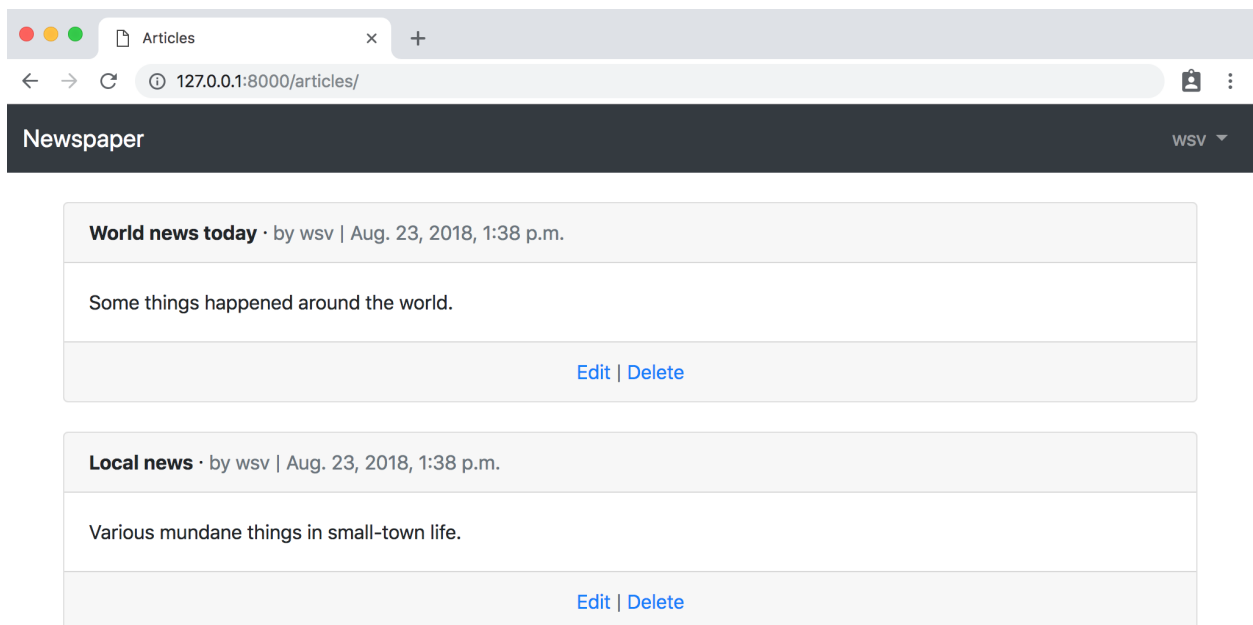 Articles
127.0.0.1:8000/articles/
Newspaper
wsv
World news today · by wsv | Aug. 23, 2018, 1:38 p.m.
Some things happened around the world.
Edit | Delete
Local news · by wsv | Aug. 23, 2018, 1:38 p.m.
Various mundane things in small-town life.
Edit | Delete